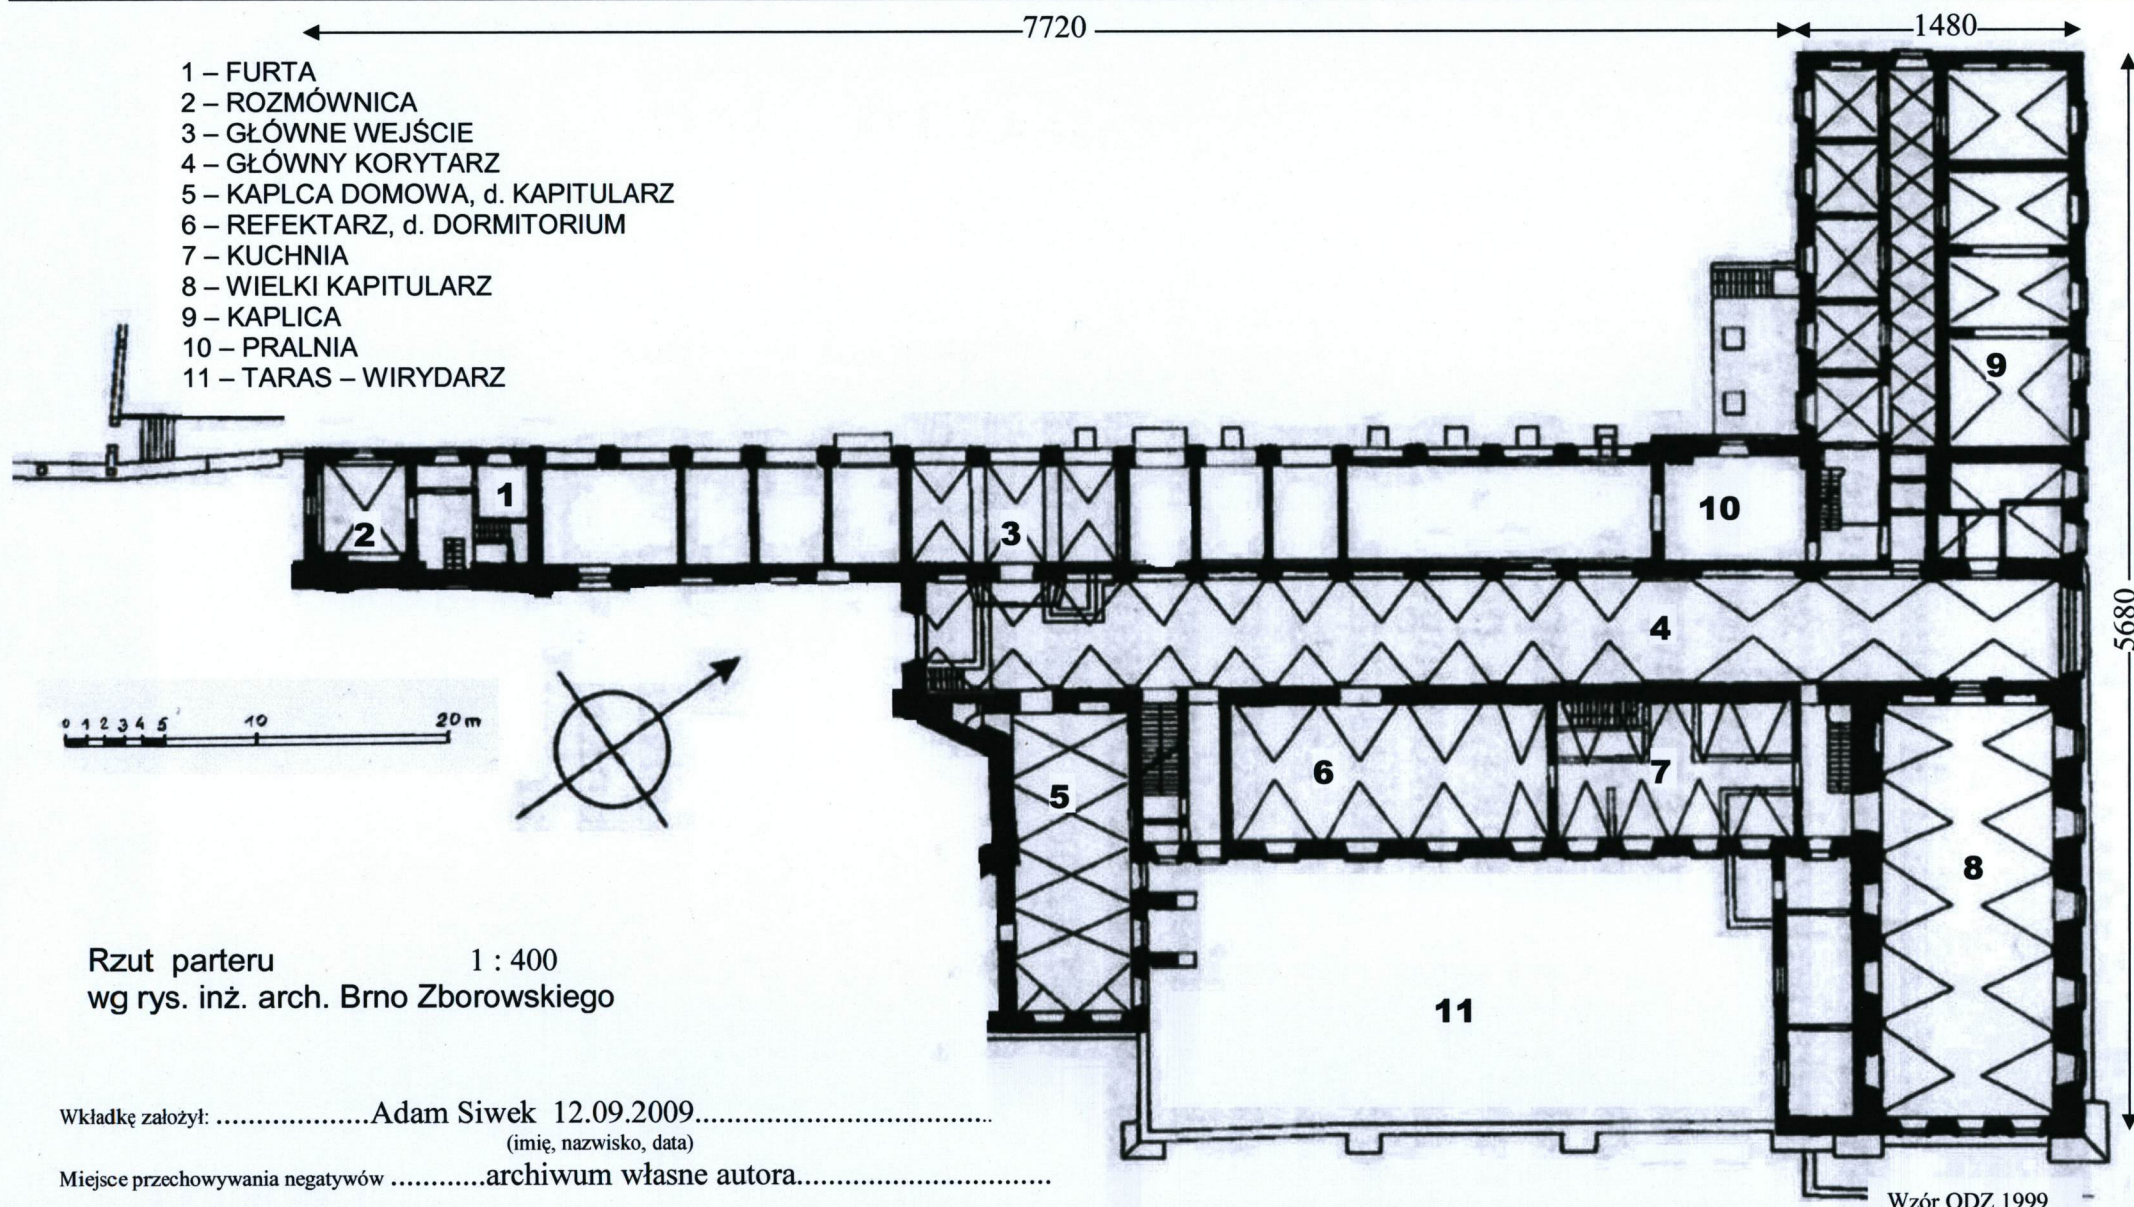 7720
1480
1 – FURTA
2 – ROZMÓWNICA
3 – GŁÓWNE WEJŚCIE
4 – GŁÓWNY KORYTARZ
5 – KAPLCA DOMOWA, d. KAPITULARZ
6 – REFEKTARZ, d. DORMITORIUM
7 – KUCHNIA
8 – WIELKI KAPITULARZ
9 – KAPLICA
10 – PRALNIA
11 – TARAS – WIRYDARZ
9
1
2
3
10
4
5680
0 1 2 3 4 5 10 20 m
5
6
7
8
11
Rzut parteru 1 : 400
wg rys. inż. arch. Brno Zborowskiego
Wkładkę założył: ..................Adam Siwek 12.09.2009...................................
(imię, nazwisko, data)
Miejsce przechowywania negatywów ............archiwum własne autora..............................
Wzór ODZ 1999